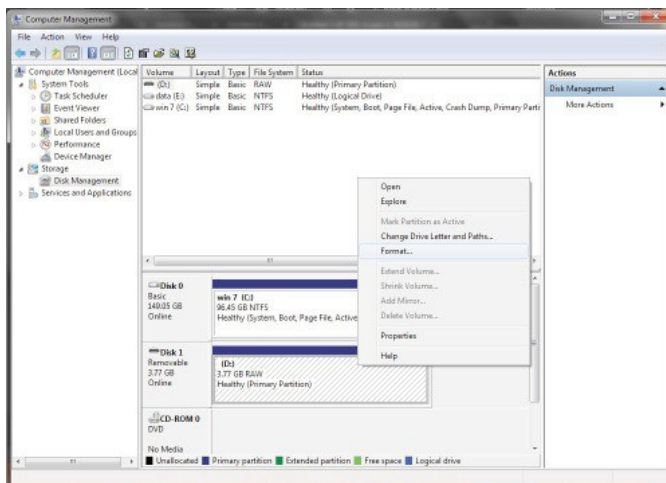 Computer Management
File Action View Help
Computer Management (Local
System Tools
Task Scheduler
Event Viewer
Shared Folders
Local Users and Groups
Performance
Device Manager
Storage
Disk Management
Services and Applications
Volume Layout Type File System Status
(D:) Simple Basic RAW Healthy (Primary Partition)
data (E:) Simple Basic NTFS Healthy (Logical Drive)
win 7 (C:) Simple Basic NTFS Healthy (System, Boot, Page File, Active, Crash Dump, Primary Parti
Actions
Disk Management
More Actions
Open
Explore
Mark Partition as Active
Change Drive Letter and Paths...
Format...
Extend Volume...
Shrink Volume...
Add Mirror...
Delete Volume...
Properties
Help
Disk 0
Basic
149.05 GB
Online
win 7 (C:)
96.45 GB NTFS
Healthy (System, Boot, Page File, Active
Disk 1
Removable
3.77 GB
Online
(D:)
3.77 GB RAW
Healthy (Primary Partition)
CD-ROM 0
DVD
No Media
Unallocated Primary partition Extended partition Free space Logical drive